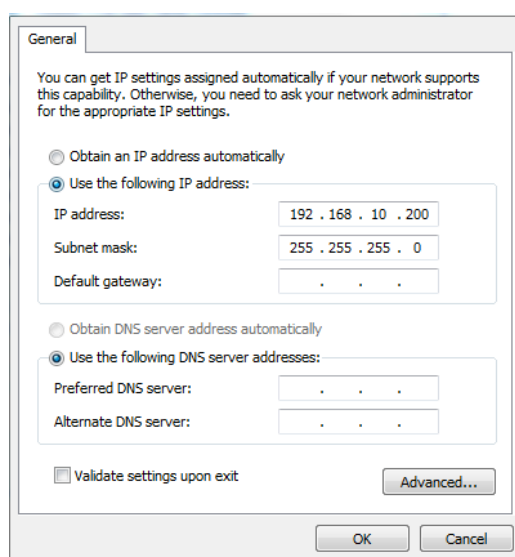 General
You can get IP settings assigned automatically if your network supports
this capability. Otherwise, you need to ask your network administrator
for the appropriate IP settings.
Obtain an IP address automatically
Use the following IP address:
IP address: 192 . 168 . 10 . 200
Subnet mask: 255 . 255 . 255 . 0
Default gateway: . . .
Obtain DNS server address automatically
Use the following DNS server addresses:
Preferred DNS server: . . .
Alternate DNS server: . . .
Validate settings upon exit
Advanced...
OK Cancel